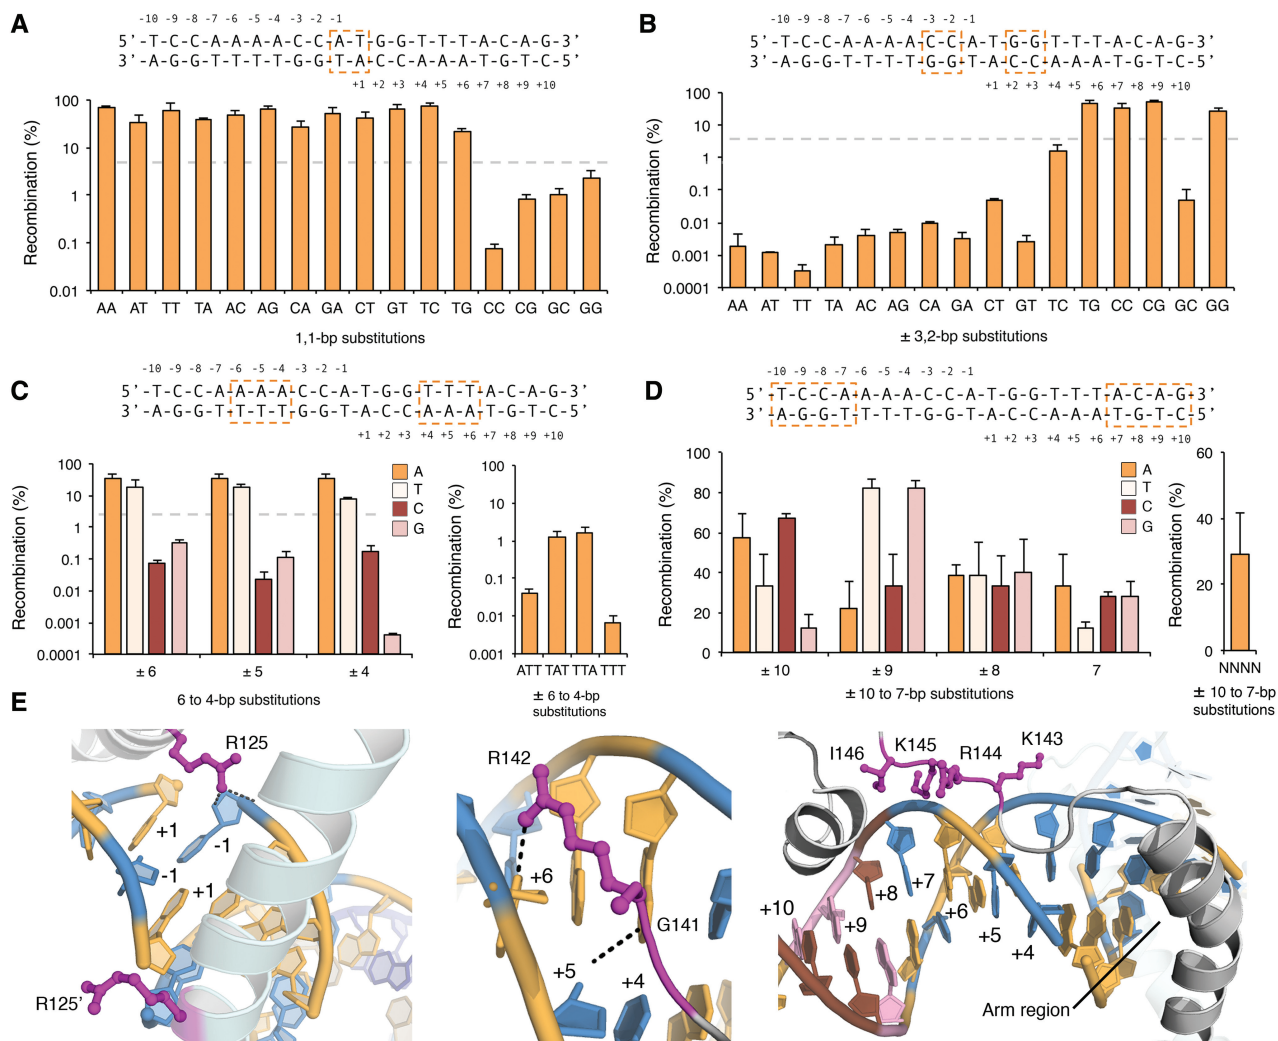 A
-10 -9 -8 -7 -6 -5 -4 -3 -2 -1
5'-T-C-C-A-A-A-A-C-C-A-T-G-G-T-T-T-A-C-A-G-3'
3'-A-G-G-T-T-T-T-G-G-T-A-C-C-A-A-A-T-G-T-C-5'
+1 +2 +3 +4 +5 +6 +7 +8 +9 +10
Recombination (%)
100
10
1
0.1
0.01
AA AT TT TA AC AG CA GA CT GT TC TG CC CG GC GG
1,1-bp substitutions
B
-10 -9 -8 -7 -6 -5 -4 -3 -2 -1
5'-T-C-C-A-A-A-A-C-C-A-T-G-G-T-T-T-A-C-A-G-3'
3'-A-G-G-T-T-T-T-G-G-T-A-C-C-A-A-A-T-G-T-C-5'
+1 +2 +3 +4 +5 +6 +7 +8 +9 +10
Recombination (%)
100
10
1
0.1
0.01
0.001
0.0001
AA AT TT TA AC AG CA GA CT GT TC TG CC CG GC GG
± 3,2-bp substitutions
C
-10 -9 -8 -7 -6 -5 -4 -3 -2 -1
5'-T-C-C-A-A-A-A-C-C-A-T-G-G-T-T-T-A-C-A-G-3'
3'-A-G-G-T-T-T-T-G-G-T-A-C-C-A-A-A-T-G-T-C-5'
+1 +2 +3 +4 +5 +6 +7 +8 +9 +10
Recombination (%)
100
10
1
0.1
0.01
0.001
0.0001
A
T
C
G
± 6 ± 5 ± 4
6 to 4-bp substitutions
Recombination (%)
100
10
1
0.1
0.01
0.001
ATT TAT TTA TTT
± 6 to 4-bp
substitutions
D
-10 -9 -8 -7 -6 -5 -4 -3 -2 -1
5'-T-C-C-A-A-A-A-C-C-A-T-G-G-T-T-T-A-C-A-G-3'
3'-A-G-G-T-T-T-T-G-G-T-A-C-C-A-A-A-T-G-T-C-5'
+1 +2 +3 +4 +5 +6 +7 +8 +9 +10
Recombination (%)
100
80
60
40
20
0
A
T
C
G
± 10 ± 9 ± 8 7
± 10 to 7-bp substitutions
Recombination (%)
60
40
20
0
NNNN
± 10 to 7-bp
substitutions
E
R125
+1
-1
-1
+1
R125'
R142
+6
G141
+5
+4
I146
K145
R144
K143
+10
+9
+8
+7
+6
+5
+4
Arm region